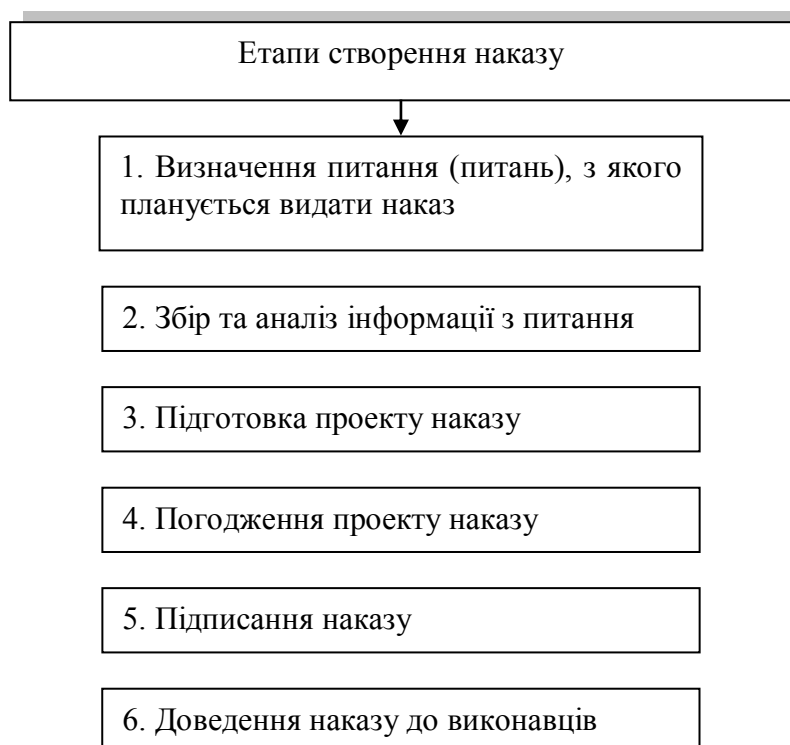 Етапи створення наказу
1. Визначення питання (питань), з якого
планується видати наказ
2. Збір та аналіз інформації з питання
3. Підготовка проекту наказу
4. Погодження проекту наказу
5. Підписання наказу
6. Доведення наказу до виконавців